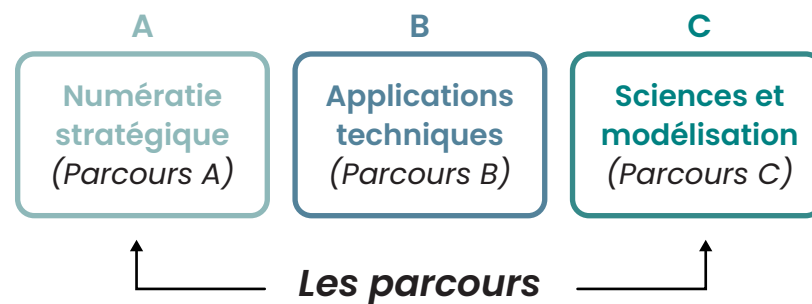 A
Numératie
stratégique
(Parcours A)
B
Applications
techniques
(Parcours B)
C
Sciences et
modélisation
(Parcours C)
Les parcours